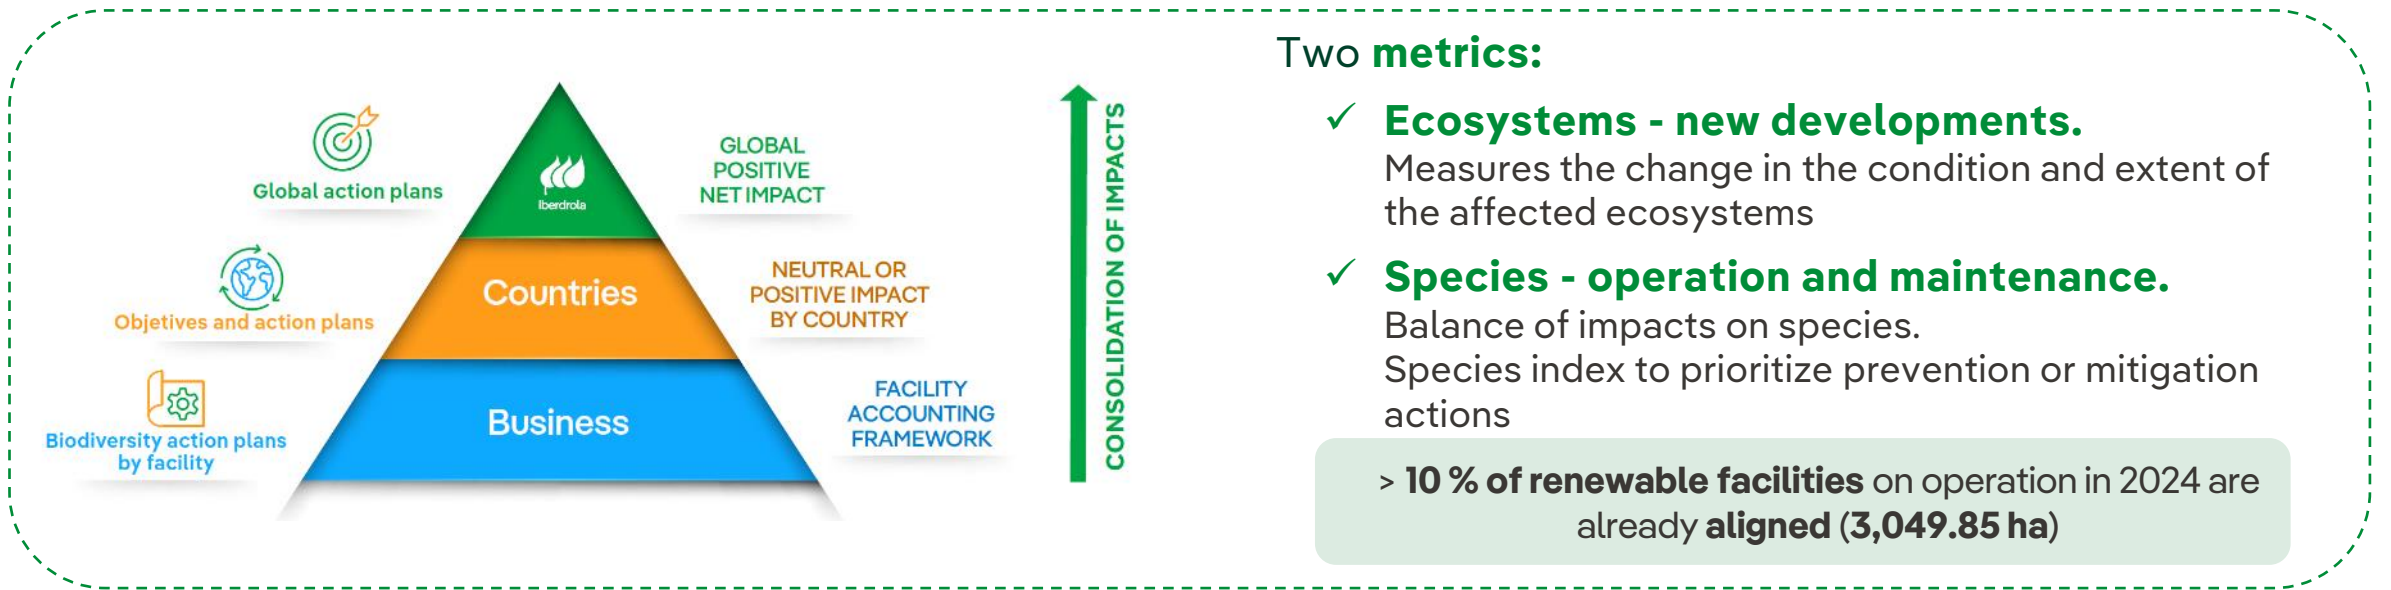 Global action plans
Iberdrola
GLOBAL
POSITIVE
NET IMPACT
Objetives and action plans
Countries
NEUTRAL OR
POSITIVE IMPACT
BY COUNTRY
Biodiversity action plans
by facility
Business
FACILITY
ACCOUNTING
FRAMEWORK
CONSOLIDATION OF IMPACTS
Two metrics:
✓ Ecosystems - new developments.
Measures the change in the condition and extent of
the affected ecosystems
✓ Species - operation and maintenance.
Balance of impacts on species.
Species index to prioritize prevention or mitigation
actions
> 10 % of renewable facilities on operation in 2024 are
already aligned (3,049.85 ha)